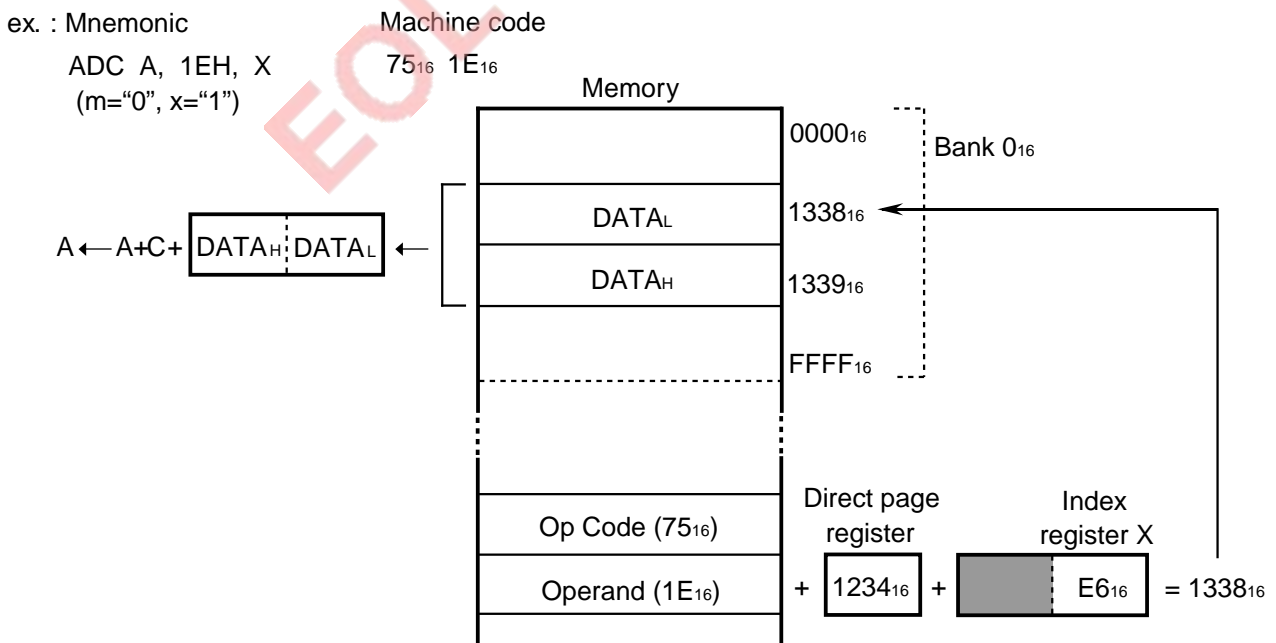 ex. : Mnemonic Machine code
ADC A, 1EH, X 75₁₆ 1E₁₆
(m=“0”, x=“1”)
Memory
0000₁₆
Bank 0₁₆
DATAL 1338₁₆
A ← A+C+ DATAH DATAL ←
DATAH 1339₁₆
FFFF₁₆
Direct page register
Index register X
Op Code (75₁₆)
Operand (1E₁₆) + 1234₁₆ + E6₁₆ = 1338₁₆
EOL